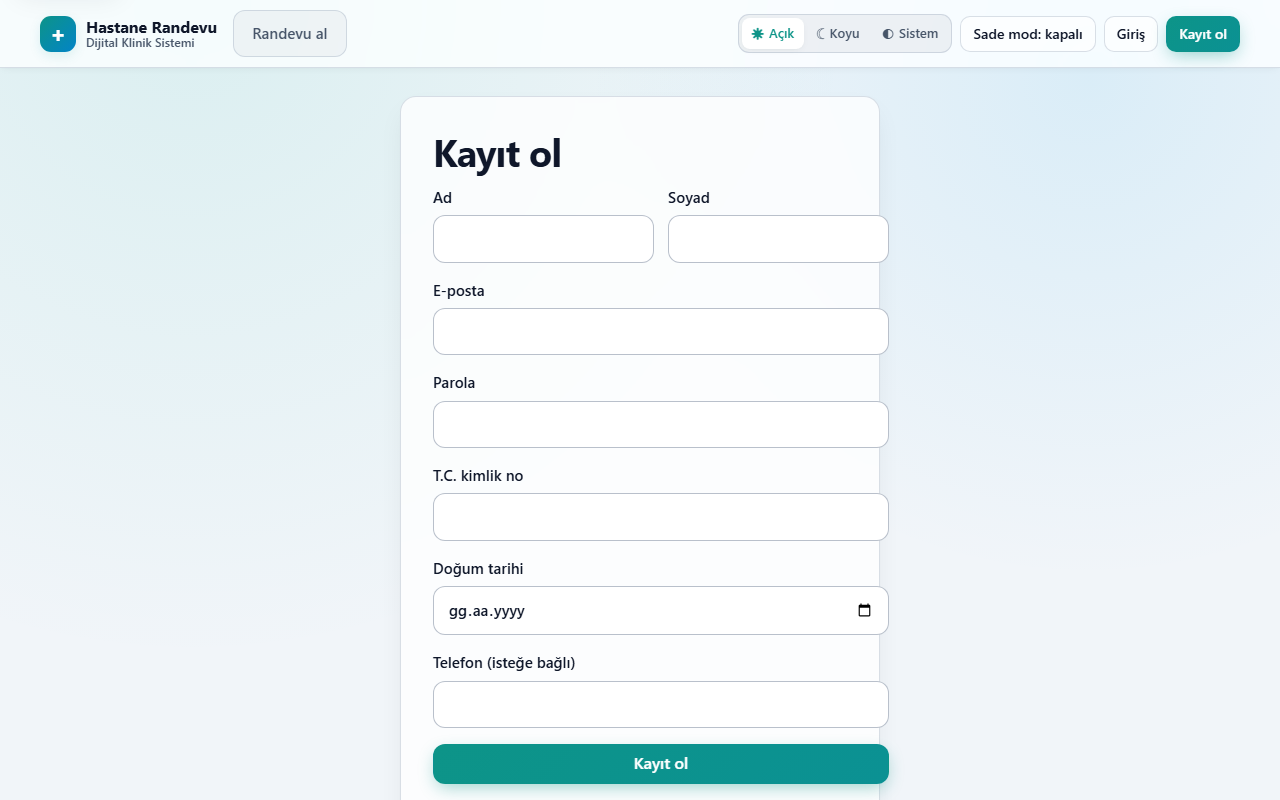 Hastane Randevu
Dijital Klinik Sistemi
Randevu al
Açık
Koyu
Sistem
Sade mod: kapalı
Giriş
Kayıt ol
Kayıt ol
Ad
Soyad
E-posta
Parola
T.C. kimlik no
Doğum tarihi
gg.aa.yyyy
Telefon (isteğe bağlı)
Kayıt ol